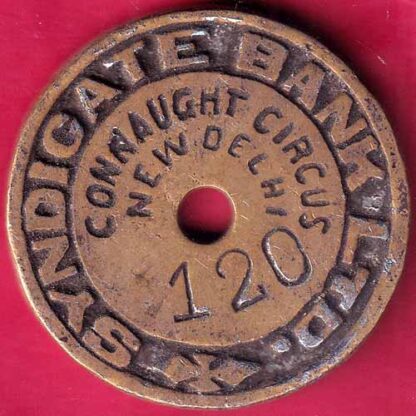 SYNDICATE BANK LTD.
CONNAUGHT CIRCUS
NEW DELHI
120